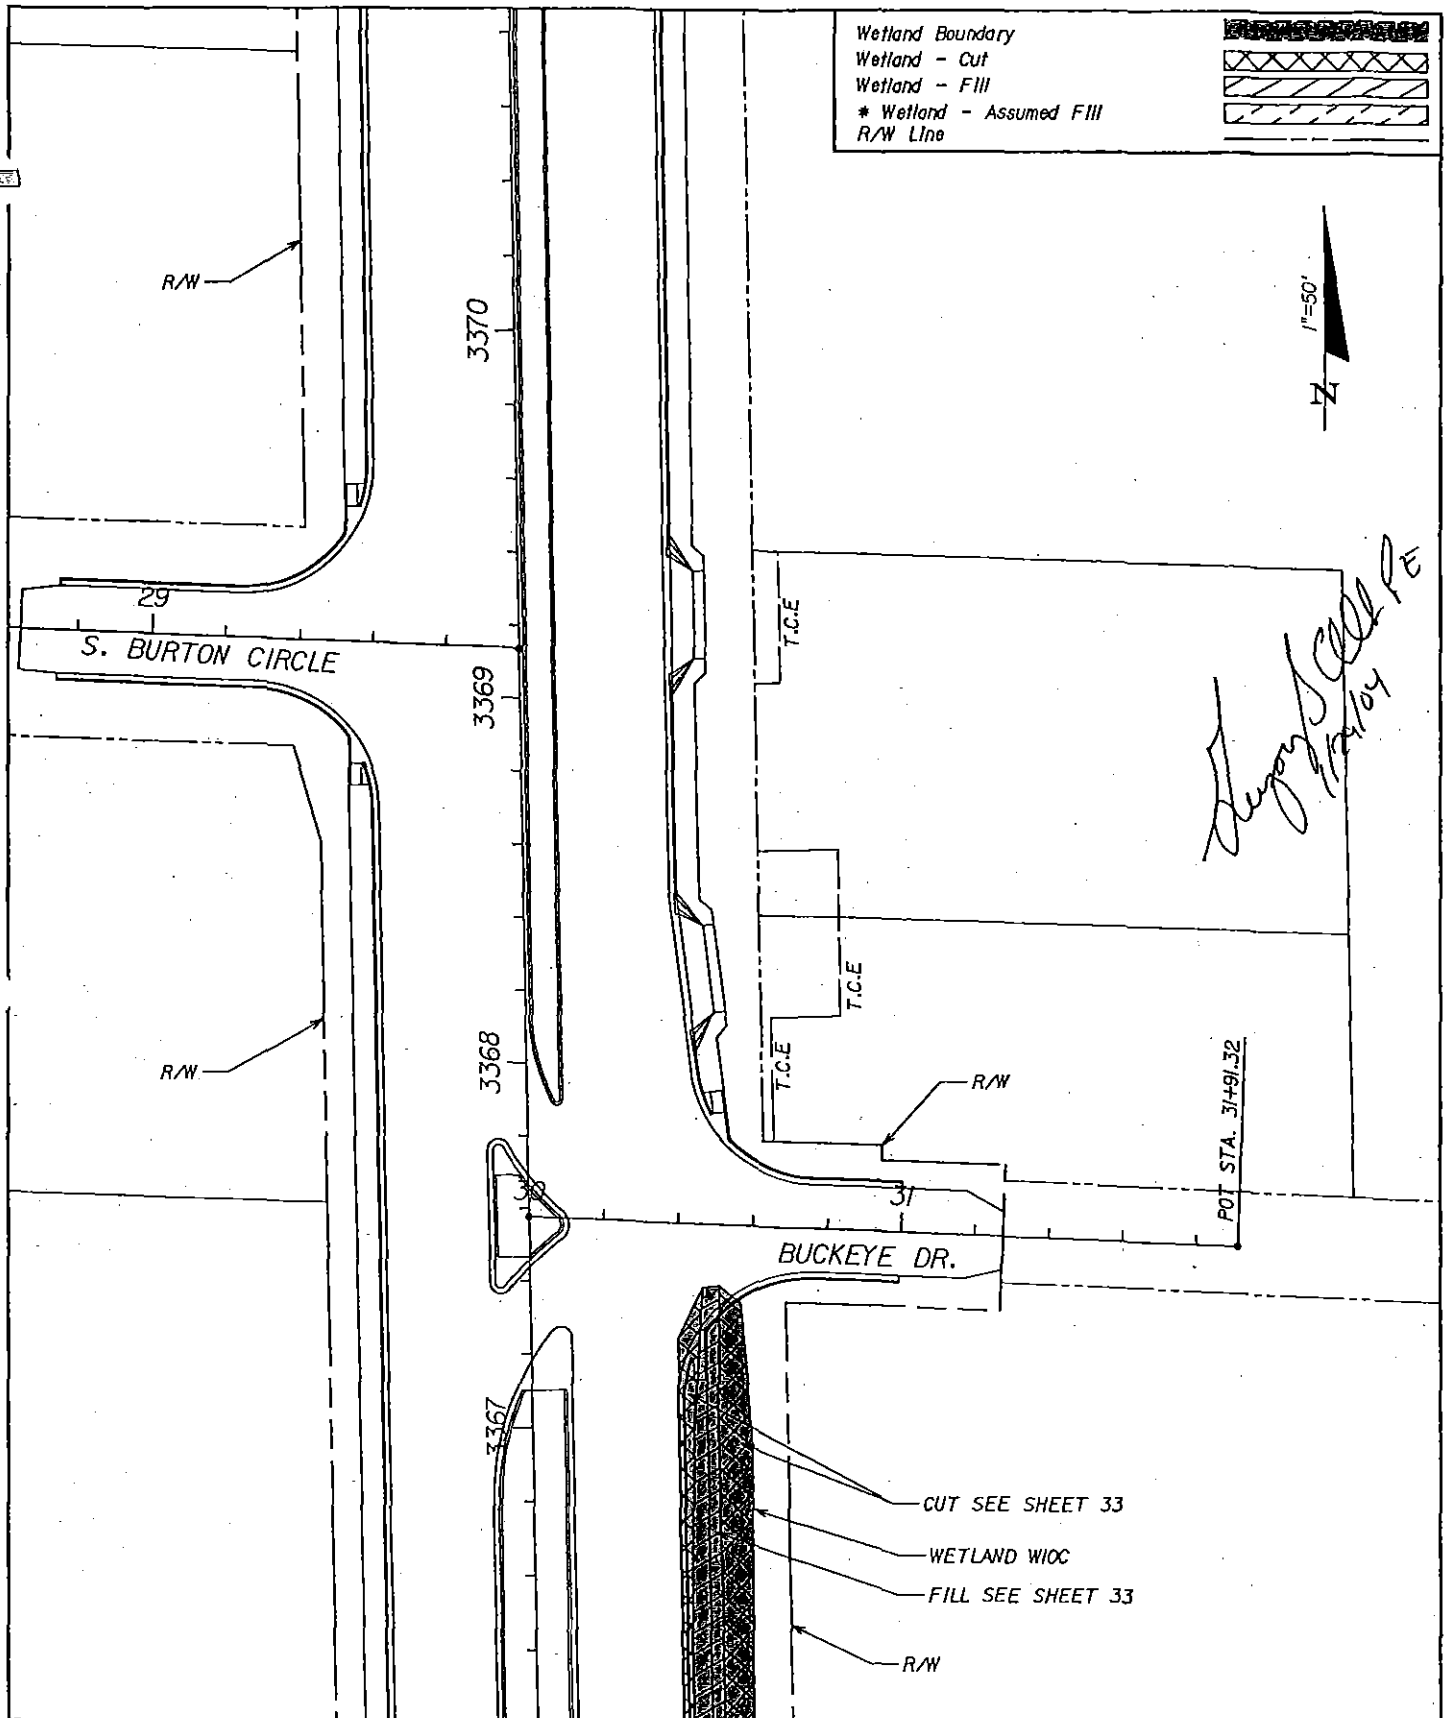 Wetland Boundary
Wetland - Cut
Wetland - Fill
* Wetland - Assumed Fill
R/W Line
R/W
3370
1"=50'
N
29
S. BURTON CIRCLE
T.C.E
3369
PE
T.C.E
3368
R/W
T.C.E
R/W
POT STA. 31+91.32
30
31
BUCKEYE DR.
3367
CUT SEE SHEET 33
WETLAND W10C
FILL SEE SHEET 33
R/W